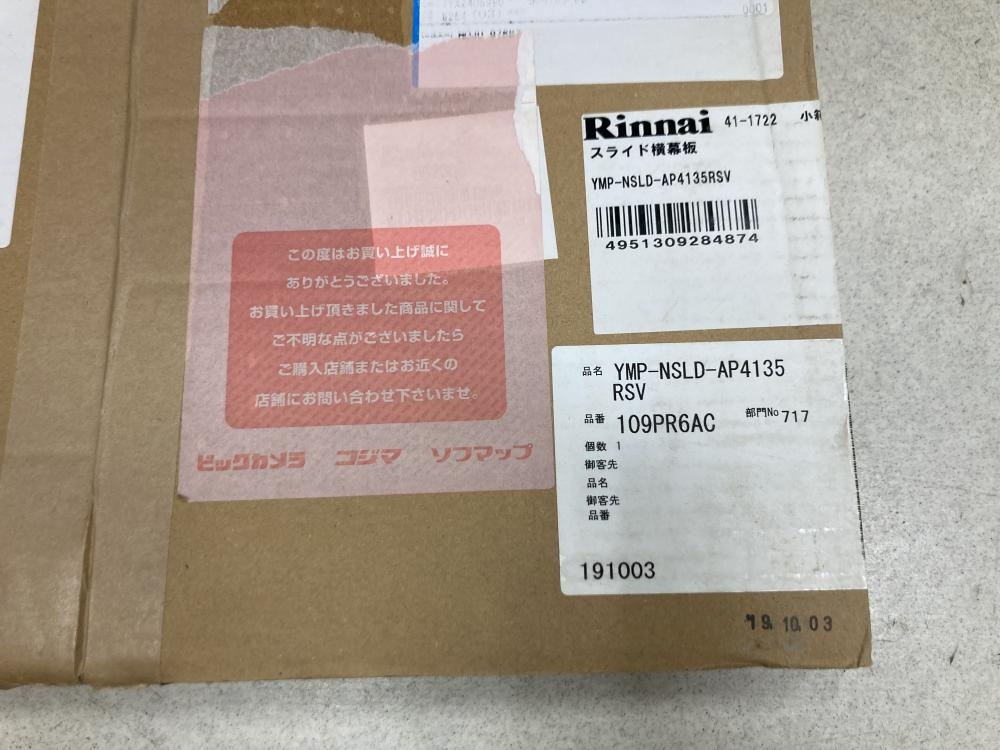 0001
Rinnai 41-1722 小箱
スライド横幕板
YMP-NSLD-AP4135RSV
4951309284874
この度はお買い上げ誠に
ありがとうございました。
お買い上げ頂きました商品に関して
ご不明な点がございましたら
ご購入店舗またはお近くの
店舗にお問い合わせ下さいませ。
ビックカメラ コジマ ソフマップ
品名 YMP-NSLD-AP4135
RSV
品番 109PR6AC 部門No 717
個数 1
御客先
品名
御客先
品番
191003
'19.10.03